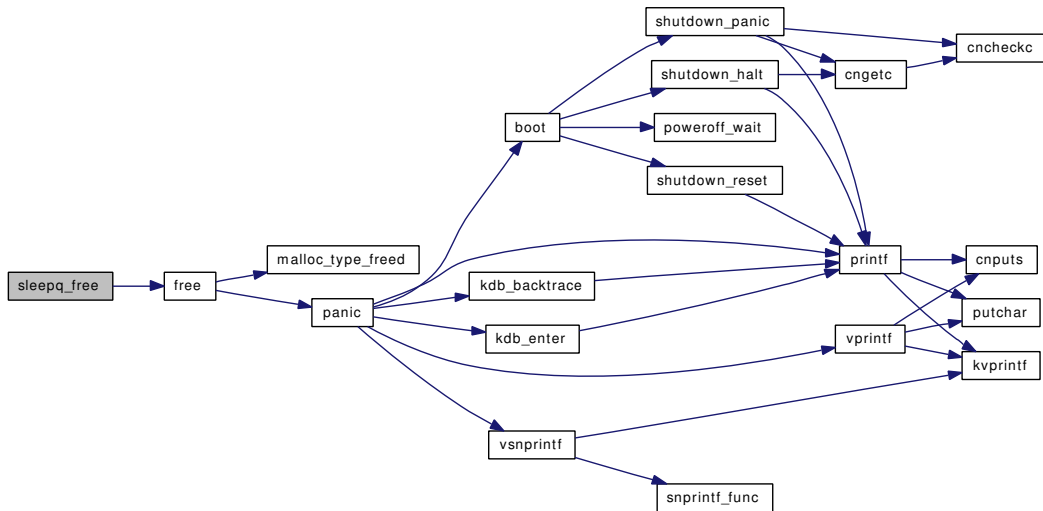 sleepq_free
free
malloc_type_freed
panic
boot
kdb_backtrace
kdb_enter
vsnprintf
shutdown_panic
shutdown_halt
poweroff_wait
shutdown_reset
snprintf_func
cngetc
printf
vprintf
cncheckc
cnputs
putchar
kvprintf